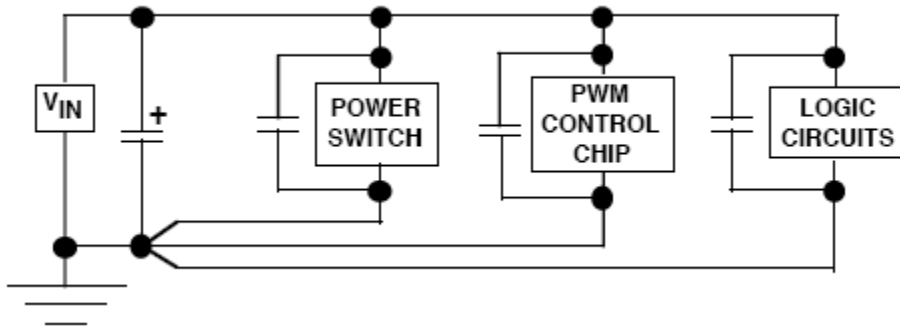 VIN
+
POWER
SWITCH
PWM
CONTROL
CHIP
LOGIC
CIRCUITS